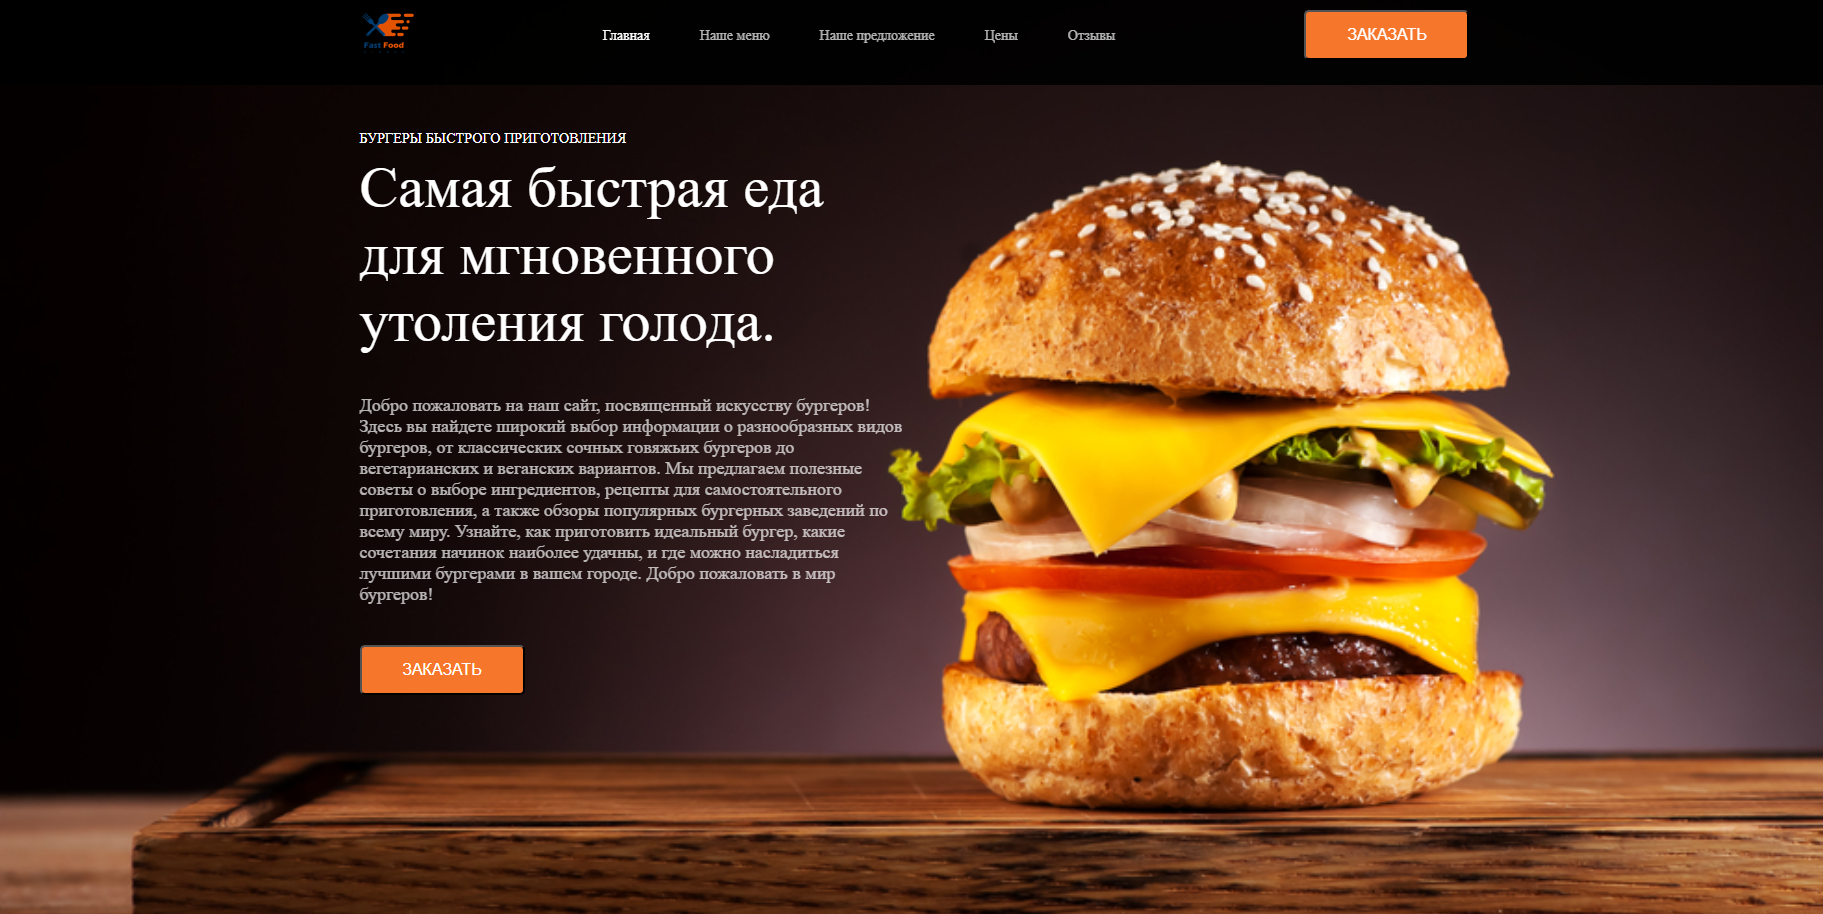 Fast Food
Главная
Наше меню
Наше предложение
Цены
Отзывы
ЗАКАЗАТЬ
БУРГЕРЫ БЫСТРОГО ПРИГОТОВЛЕНИЯ
Самая быстрая еда
для мгновенного
утоления голода.
Добро пожаловать на наш сайт, посвященный искусству бургеров!
Здесь вы найдете широкий выбор информации о разнообразных видов
бургеров, от классических сочных говяжьих бургеров до
вегетарианских и веганских вариантов. Мы предлагаем полезные
советы о выборе ингредиентов, рецепты для самостоятельного
приготовления, а также обзоры популярных бургерных заведений по
всему миру. Узнайте, как приготовить идеальный бургер, какие
сочетания начинок наиболее удачны, и где можно насладиться
лучшими бургерами в вашем городе. Добро пожаловать в мир
бургеров!
ЗАКАЗАТЬ